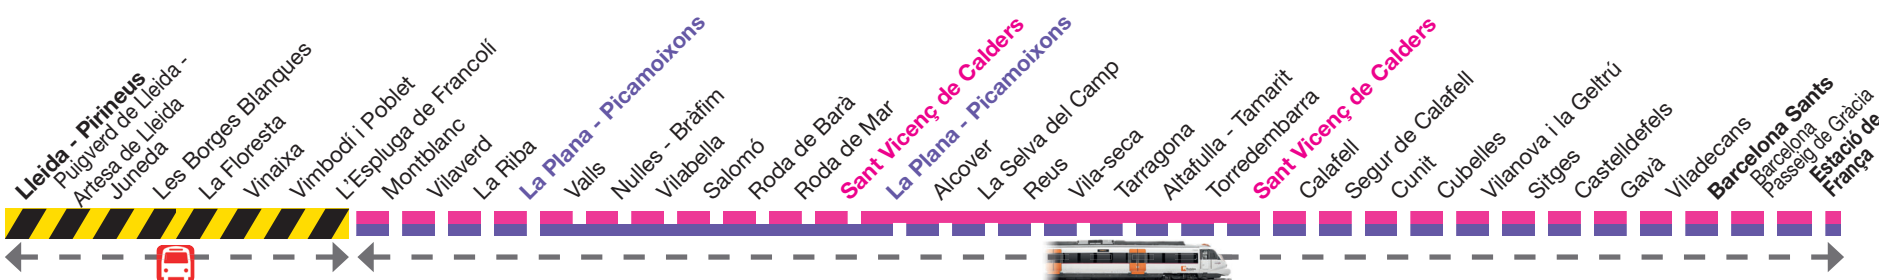 Lleida - Pirineus
Puigverd de Lleida -
Artesa de Lleida
Juneda
Les Borges Blanques
La Floresta
Vinaixa
Vimbodí i Poblet
L'Espluga de Francolí
Montblanc
Vilaverd
La Riba
La Plana - Picamoixons
Valls
Nulles - Bràfim
Vilabella
Salomó
Roda de Barà
Roda de Mar
Sant Vicenç de Calders
La Plana - Picamoixons
Alcover
La Selva del Camp
Reus
Vila-seca
Tarragona
Altafulla - Tamarit
Torredembarra
Sant Vicenç de Calders
Calafell
Segur de Calafell
Cunit
Cubelles
Vilanova i la Geltrú
Sitges
Castelldefels
Gavà
Viladecans
Barcelona Sants
Barcelona
Passeig de Gràcia
Estació de
França